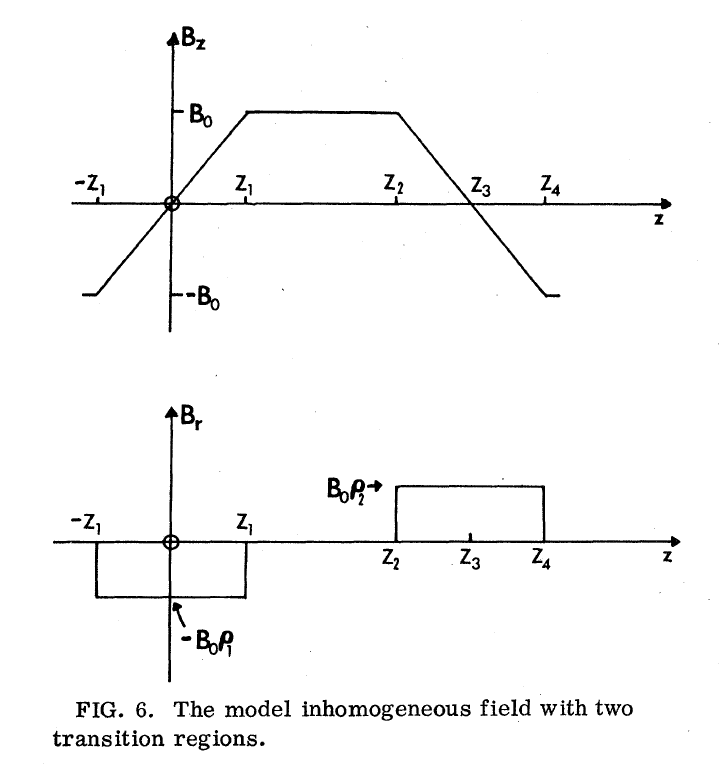 B_z
B_0
-Z_1 Z_1 Z_2 Z_3 Z_4
z
-B_0
B_r
B_0ρ_2→
-Z_1 Z_1
Z_2 Z_3 Z_4 z
-B_0ρ_1
FIG. 6. The model inhomogeneous field with two
transition regions.